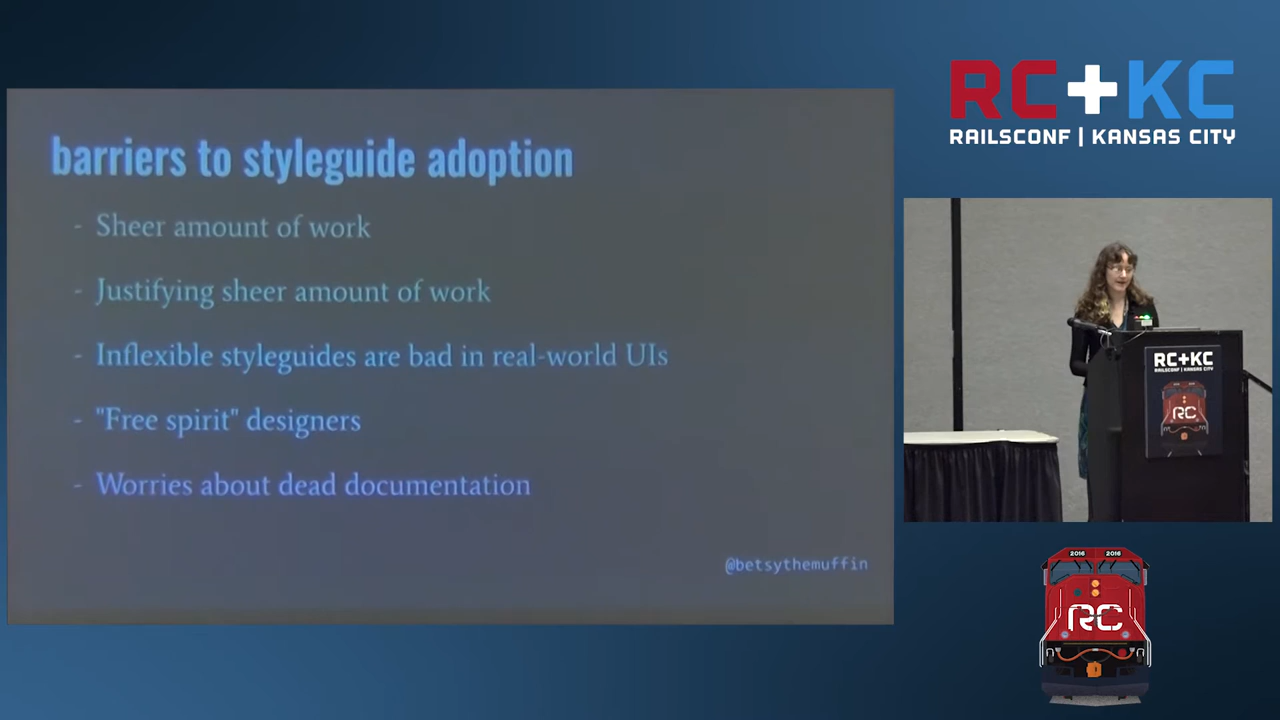 barriers to styleguide adoption
- Sheer amount of work
- Justifying sheer amount of work
- Inflexible styleguides are bad in real-world UIs
- "Free spirit" designers
- Worries about dead documentation
@betsythemuffin
RC+KC
RAILSCONF | KANSAS CITY
RC+KC
RAILSCONF | KANSAS CITY
RC
2016 2016
RC